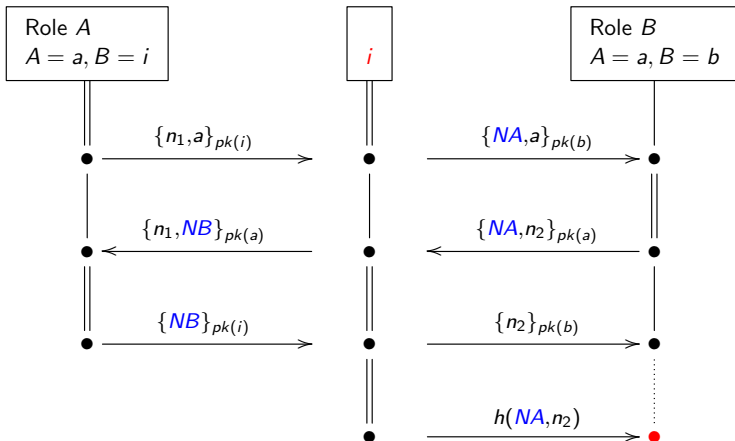 Role A
A = a, B = i
i
Role B
A = a, B = b
{n₁,a}ₚₖ₍ᵢ₎
{NA,a}_{pk(b)}
{n₁,NB}_{pk(a)}
{NA,n₂}_{pk(a)}
{NB}_{pk(i)}
{n₂}_{pk(b)}
h(NA,n₂)